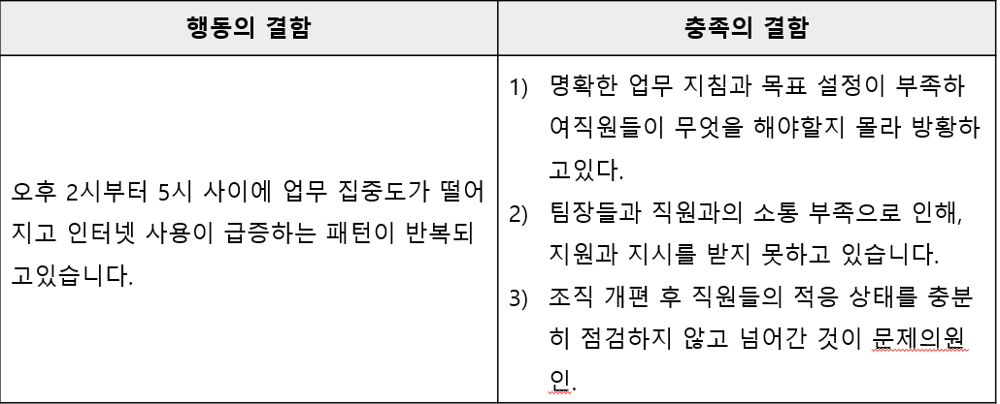 행동의 결함
충족의 결함
오후 2시부터 5시 사이에 업무 집중도가 떨어
지고 인터넷 사용이 급증하는 패턴이 반복되
고있습니다.
1) 명확한 업무 지침과 목표 설정이 부족하
여직원들이 무엇을 해야할지 몰라 방황하
고있다.
2) 팀장들과 직원과의 소통 부족으로 인해,
지원과 지시를 받지 못하고 있습니다.
3) 조직 개편 후 직원들의 적응 상태를 충분
히 점검하지 않고 넘어간 것이 문제의원
인.